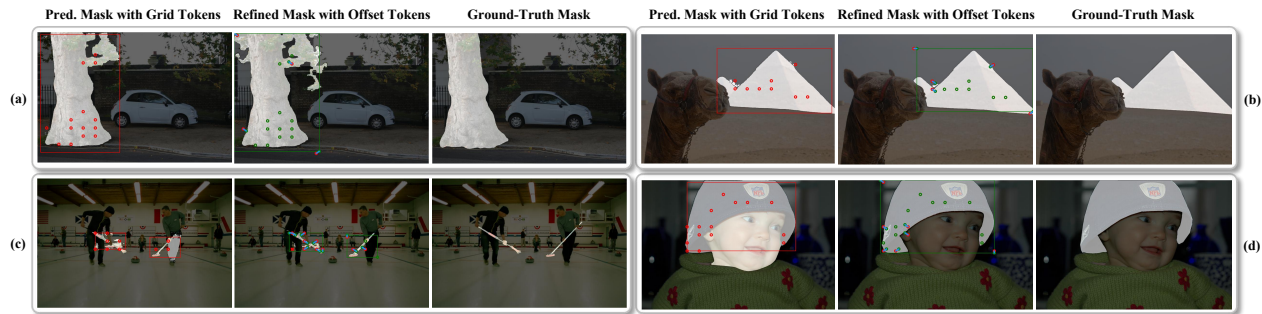 Pred. Mask with Grid Tokens Refined Mask with Offset Tokens Ground-Truth Mask Pred. Mask with Grid Tokens Refined Mask with Offset Tokens Ground-Truth Mask
(a)
(b)
(c)
(d)